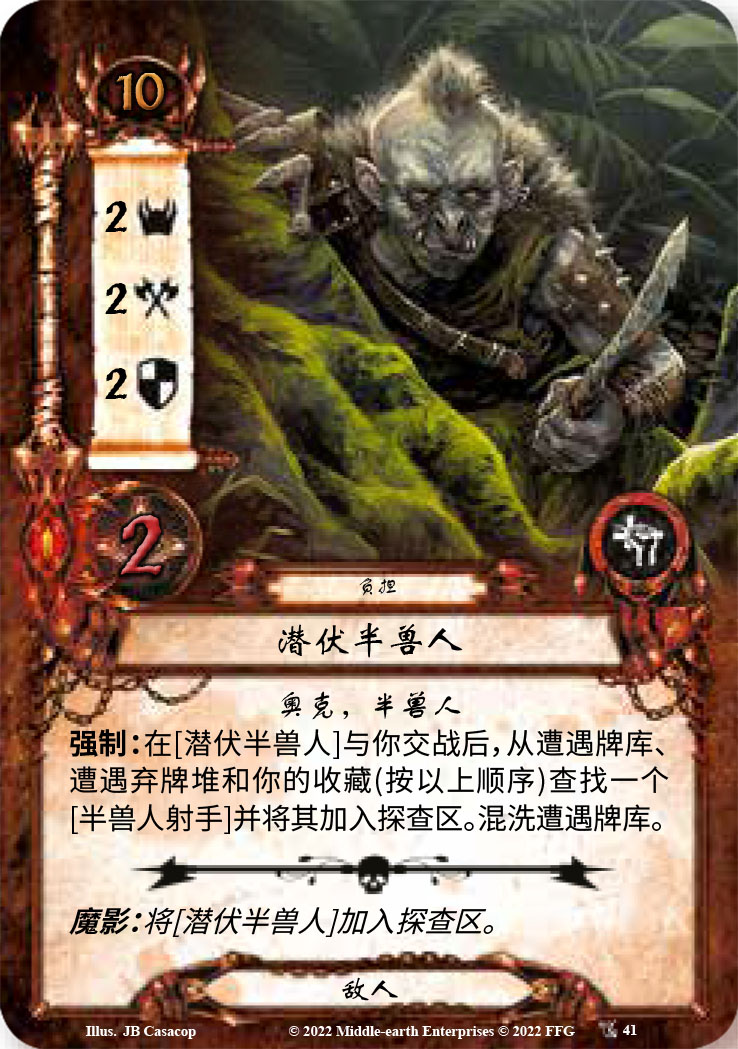 10
2
2
2
2
负担
潜伏半兽人
奥克，半兽人
强制：在[潜伏半兽人]与你交战后，从遭遇牌库、
遭遇弃牌堆和你的收藏(按以上顺序)查找一个
[半兽人射手]并将其加入探查区。混洗遭遇牌库。
魔影：将[潜伏半兽人]加入探查区。
敌人
Illus. JB Casacop © 2022 Middle-earth Enterprises © 2022 FFG 41